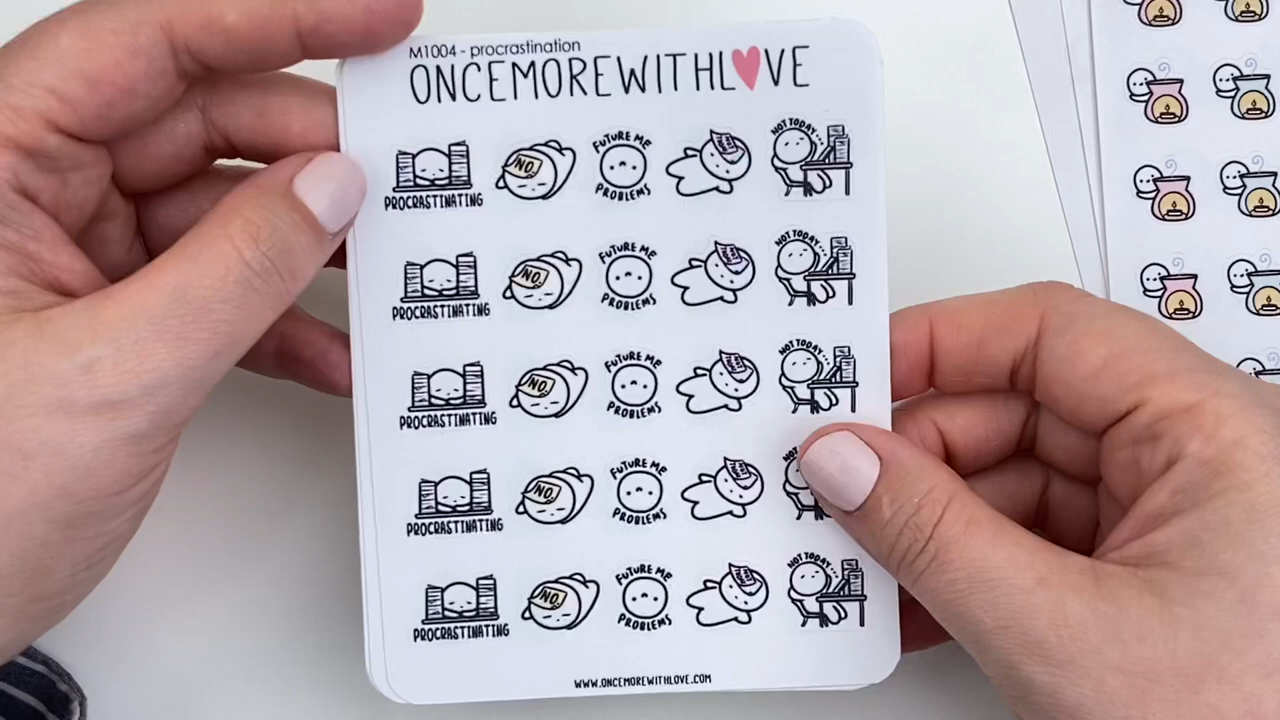 M1004 - procrastination
ONCEMOREWITHLOVE
PROCRASTINATING NO. FUTURE ME PROBLEMS NOT TODAY...
PROCRASTINATING NO. FUTURE ME PROBLEMS NOT TODAY...
PROCRASTINATING NO. FUTURE ME PROBLEMS NOT TODAY...
PROCRASTINATING NO. FUTURE ME PROBLEMS
PROCRASTINATING NO. FUTURE ME PROBLEMS NOT TODAY...
WWW.ONCEMOREWITHLOVE.COM